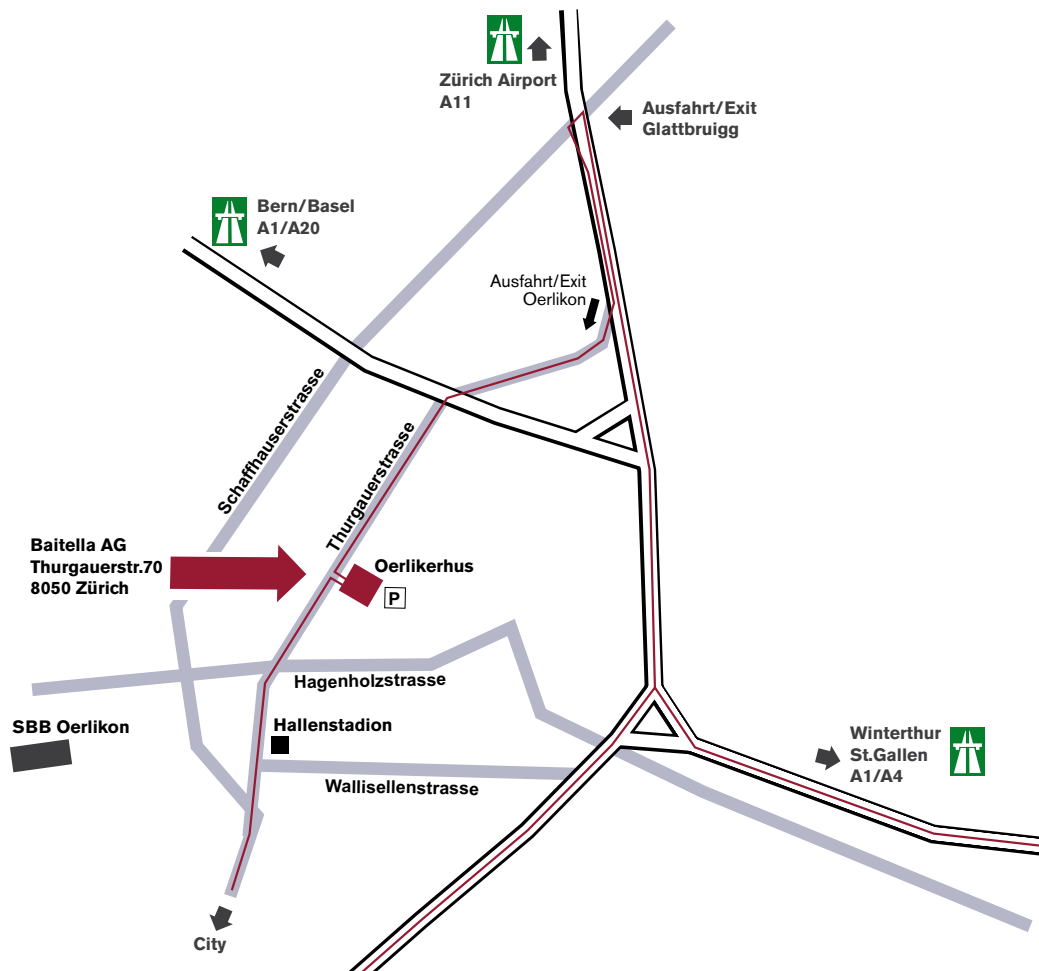 Zürich Airport
A11
Ausfahrt/Exit
Glattbruigg
Bern/Basel
A1/A20
Ausfahrt/Exit
Oerlikon
Schaffhauserstrasse
Thurgauerstrasse
Baitella AG
Thurgauerstr.70
8050 Zürich
Oerlikerhus
P
Hagenholzstrasse
SBB Oerlikon
Hallenstadion
Wallisellenstrasse
Winterthur
St.Gallen
A1/A4
City